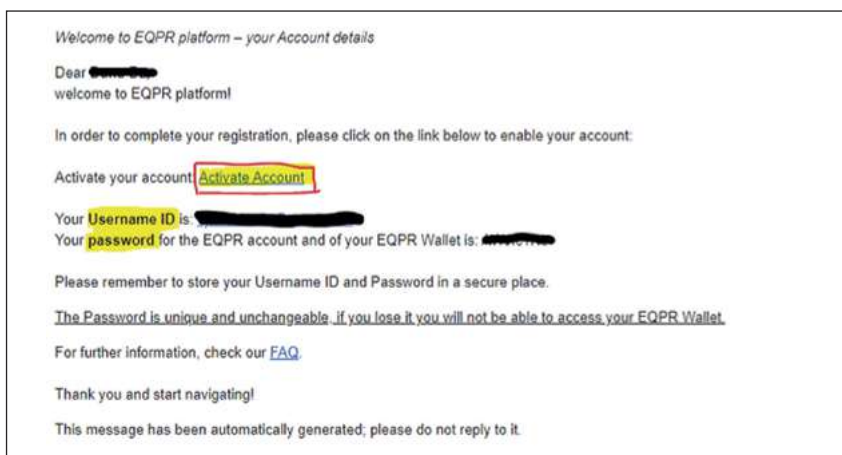 Welcome to EQPR platform – your Account details
Dear
welcome to EQPR platform!
In order to complete your registration, please click on the link below to enable your account:
Activate your account: Activate Account
Your Username ID is:
Your password for the EQPR account and of your EQPR Wallet is:
Please remember to store your Username ID and Password in a secure place.
The Password is unique and unchangeable, if you lose it you will not be able to access your EQPR Wallet.
For further information, check our FAQ.
Thank you and start navigating!
This message has been automatically generated; please do not reply to it.